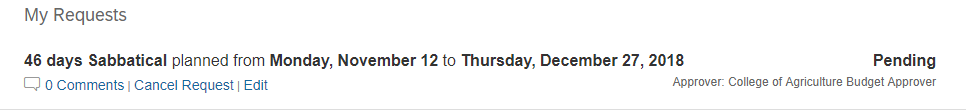 My Requests
46 days Sabbatical planned from Monday, November 12 to Thursday, December 27, 2018 Pending
0 Comments | Cancel Request | Edit Approver: College of Agriculture Budget Approver